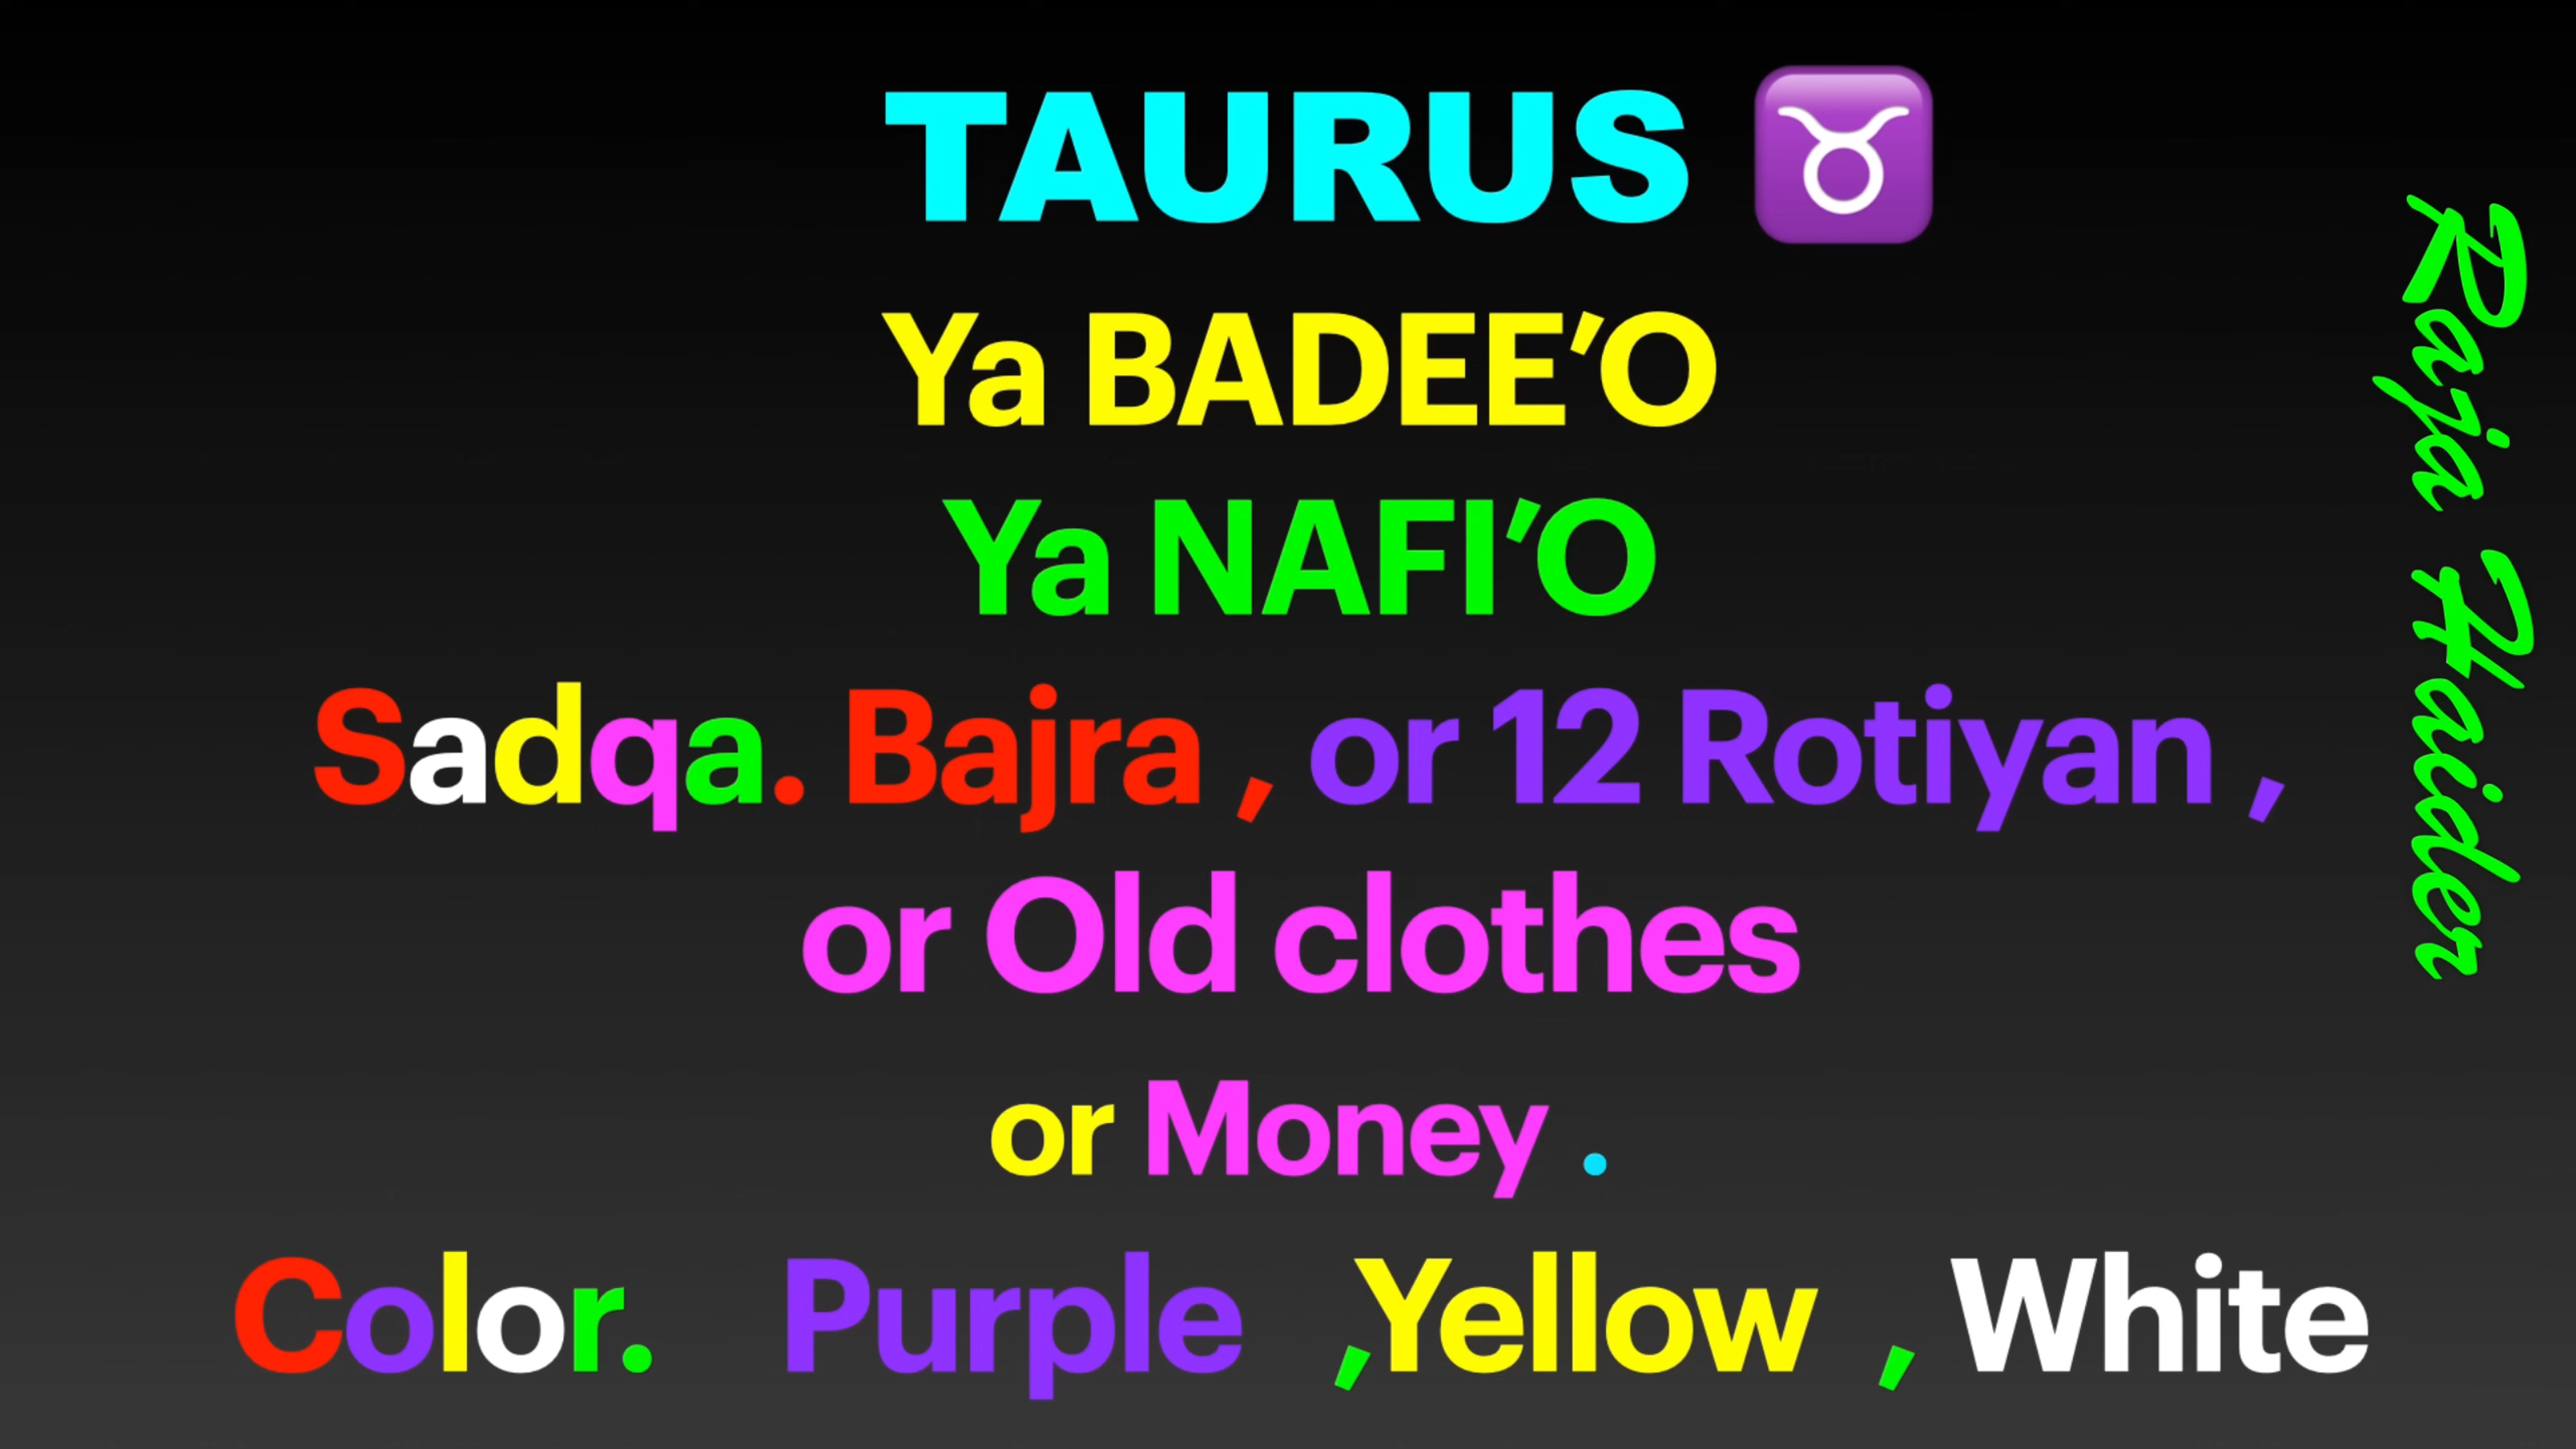 TAURUS ♉
Ya BADEE’O
Ya NAFI’O
Sadqa. Bajra , or 12 Rotiyan ,
or Old clothes
or Money .
Color. Purple ,Yellow , White
Raja Haider